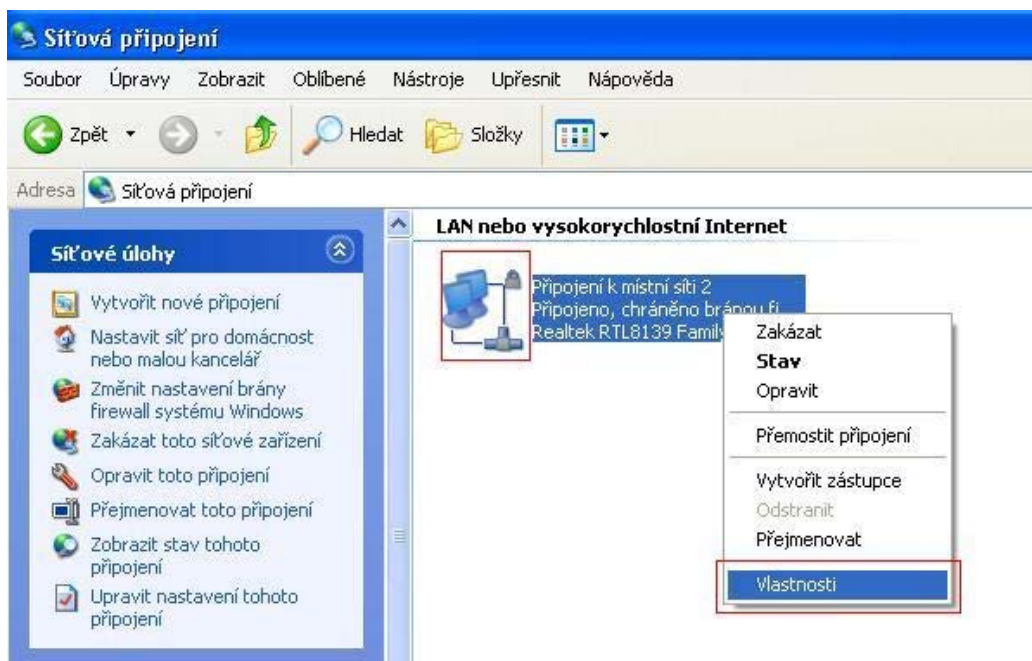 Síťová připojení
Soubor Úpravy Zobrazit Oblíbené Nástroje Upřesnit Nápověda
Zpět Hledat Složky
Adresa Síťová připojení
Síťové úlohy
Vytvořit nové připojení
Nastavit síť pro domácnost
nebo malou kancelář
Změnit nastavení brány
firewall systému Windows
Zakázat toto síťové zařízení
Opravit toto připojení
Přejmenovat toto připojení
Zobrazit stav tohoto
připojení
Upravit nastavení tohoto
připojení
LAN nebo vysokorychlostní Internet
Připojení k místní síti 2
Připojeno, chráněno bránou fi
Realtek RTL8139 Family
Zakázat
Stav
Opravit
Přemostit připojení
Vytvořit zástupce
Odstranit
Přejmenovat
Vlastnosti